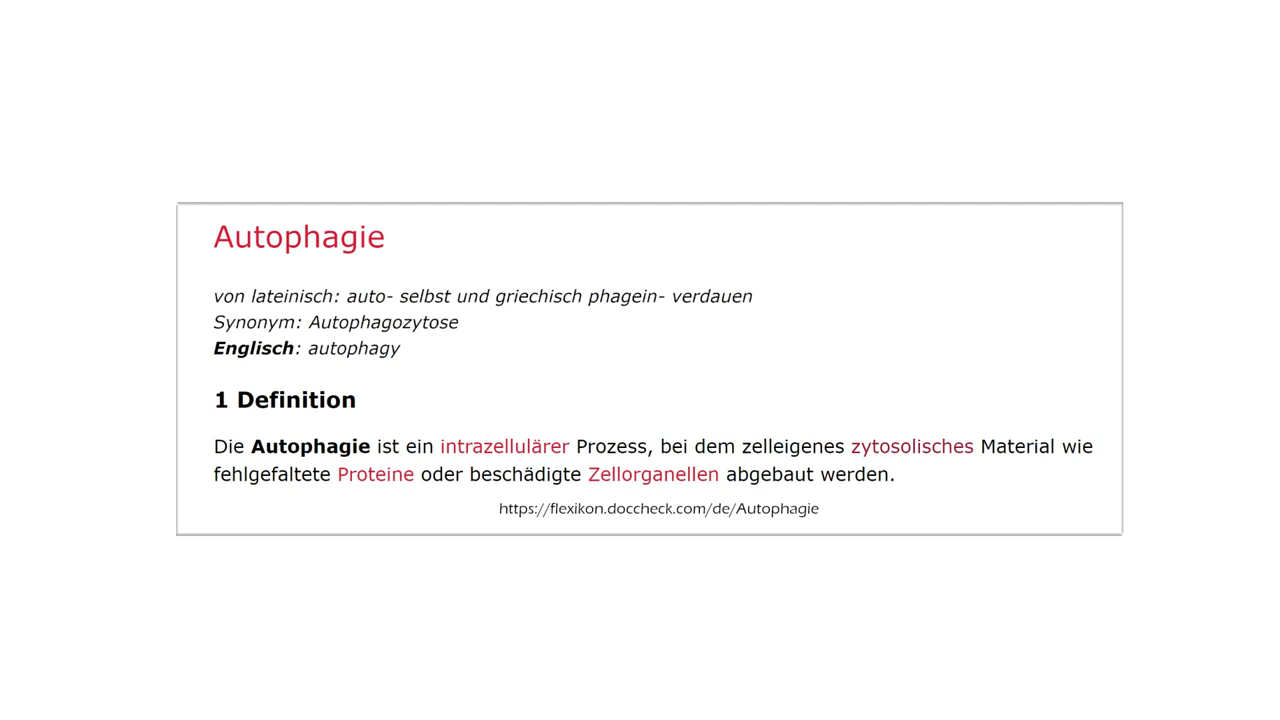 Autophagie
von lateinisch: auto- selbst und griechisch phagein- verdauen
Synonym: Autophagozytose
Englisch: autophagy
1 Definition
Die Autophagie ist ein intrazellulärer Prozess, bei dem zelleigenes zytosolisches Material wie
fehlgefaltete Proteine oder beschädigte Zellorganellen abgebaut werden.
https://flexikon.doccheck.com/de/Autophagie